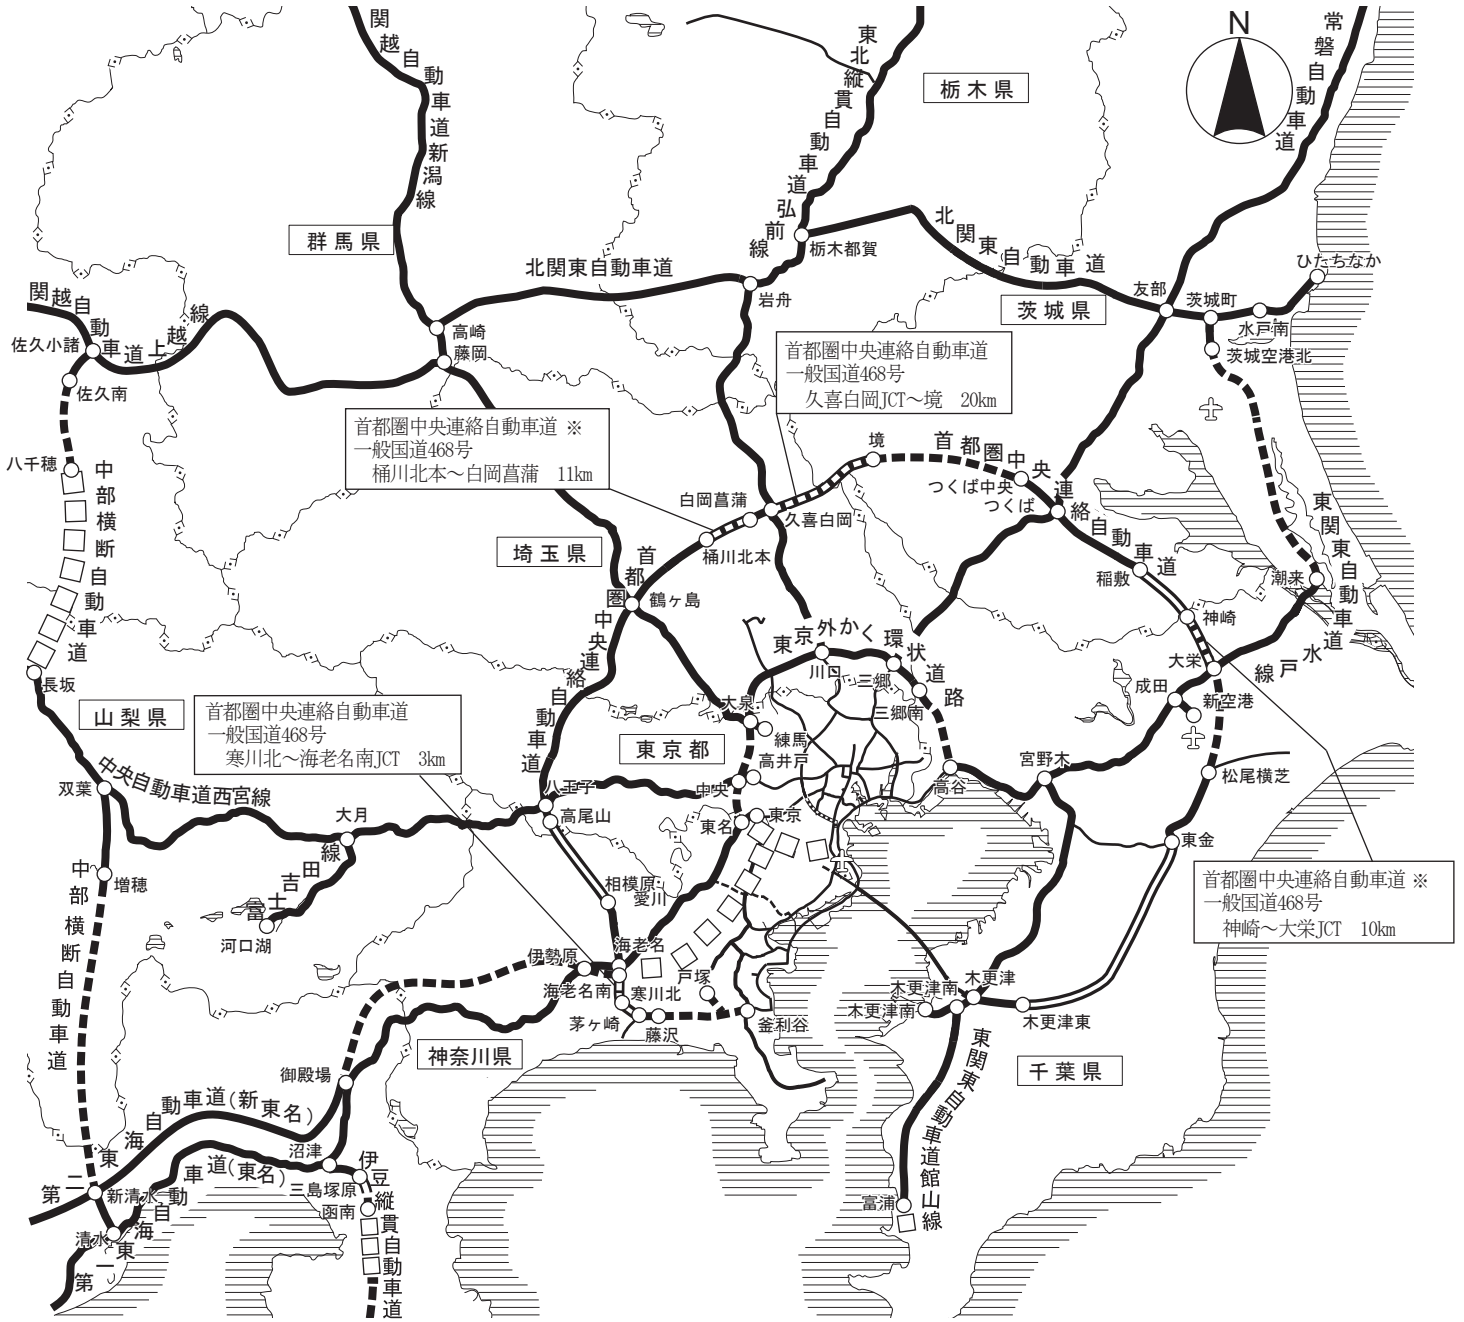 N
関越自動車道新潟線
東北縦貫自動車道弘前線
常磐自動車道
栃木県
群馬県
栃木都賀
北関東自動車道
北関東自動車道
ひたちなか
岩舟
友部
茨城町
茨城県
水戸南
茨城空港北
関越自動車道上越線
佐久小諸
高崎
藤岡
佐久南
首都圏中央連絡自動車道
一般国道468号
久喜白岡JCT～境　20km
首都圏中央連絡自動車道 ※
一般国道468号
桶川北本～白岡菖蒲　11km
八千穂
中部横断自動車道
境
首都圏中央連絡自動車道
つくば中央
つくば
白岡菖蒲
久喜白岡
桶川北本
東関東自動車道水戸線
埼玉県
首都圏中央連絡自動車道
鶴ヶ島
稲敷
潮来
神崎
東京外かく環状道路
川口
三郷
大栄
長坂
山梨県
首都圏中央連絡自動車道
一般国道468号
寒川北～海老名南JCT　3km
大泉
三郷南
成田
新空港
練馬
東京都
高井戸
宮野木
松尾横芝
双葉
中央自動車道西宮線
八王子
中央
高谷
大月
高尾山
東名
東京
東金
富士吉田線
中部横断自動車道
増穂
相模原
愛川
首都圏中央連絡自動車道 ※
一般国道468号
神崎～大栄JCT　10km
河口湖
伊勢原
海老名
海老名南
寒川北
戸塚
木更津南
木更津
木更津南
木更津東
茅ヶ崎
藤沢
釜利谷
神奈川県
千葉県
東関東自動車道館山線
御殿場
第二東海自動車道(新東名)
沼津
第一東海自動車道(東名)
伊豆縦貫自動車道
三島塚原
新清水
函南
富浦
清水